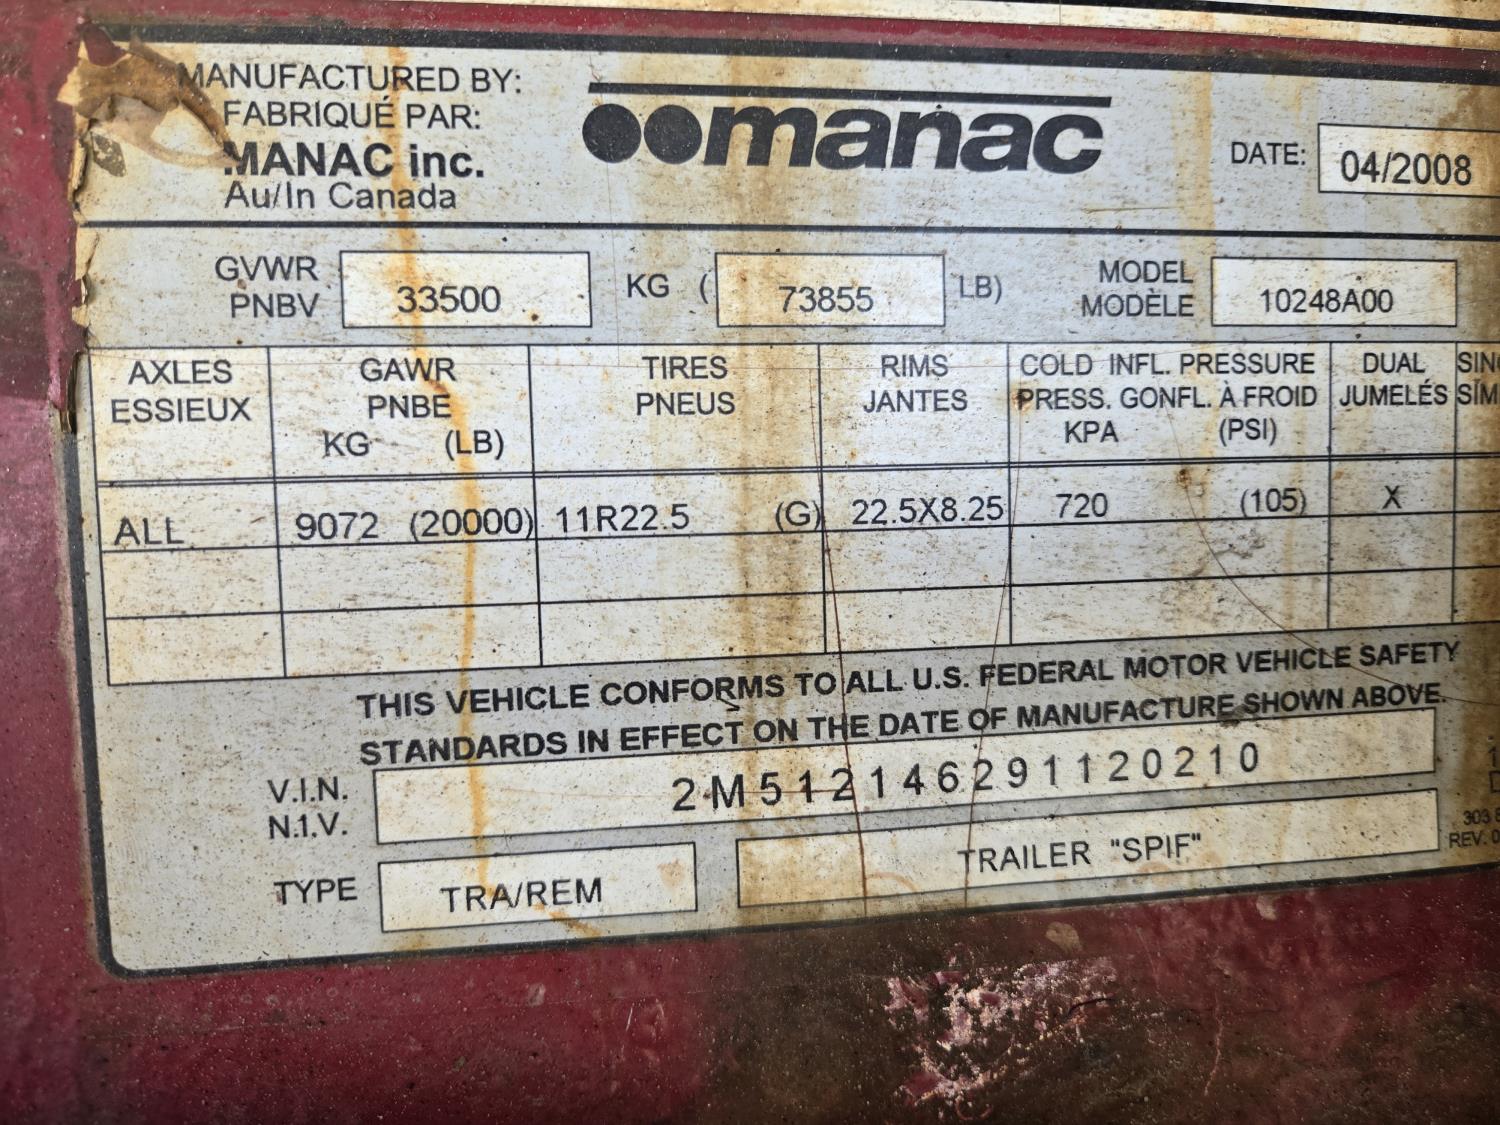 MANUFACTURED BY:
FABRIQUÉ PAR:
MANAC inc.
Au/In Canada
manac
DATE: 04/2008
GVWR
PNBV 33500 KG ( 73855 LB)
MODEL
MODÈLE 10248A00
AXLES
ESSIEUX
GAWR
PNBE
KG (LB)
TIRES
PNEUS
RIMS
JANTES
COLD INFL. PRESSURE
PRESS. GONFL. À FROID
KPA (PSI)
DUAL
JUMELÉS
ALL 9072 (20000) 11R22.5 (G) 22.5X8.25 720 (105) X
THIS VEHICLE CONFORMS TO ALL U.S. FEDERAL MOTOR VEHICLE SAFETY
STANDARDS IN EFFECT ON THE DATE OF MANUFACTURE SHOWN ABOVE.
V.I.N.
N.I.V. 2M512146291120210
TYPE TRA/REM TRAILER "SPIF"
303
REV.